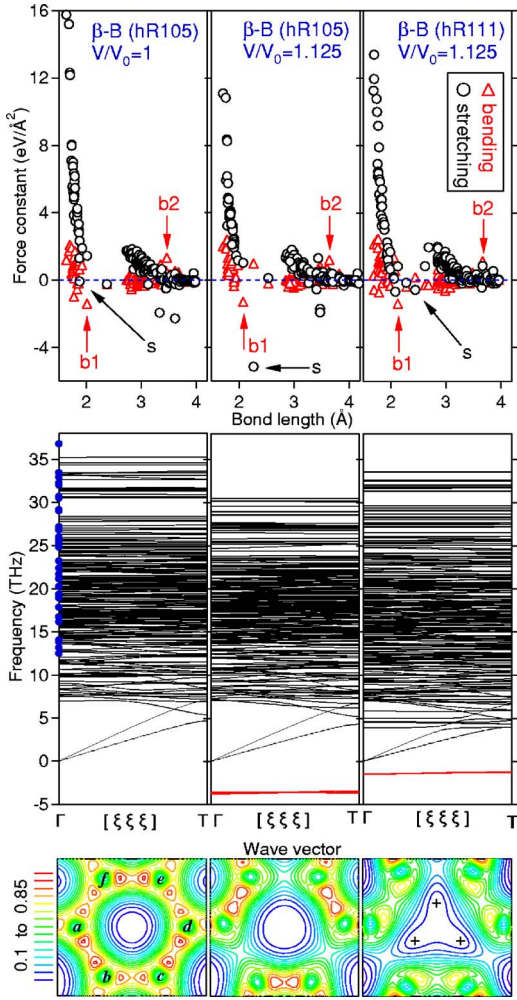 β-B (hR105)
V/V₀=1
β-B (hR105)
V/V₀=1.125
β-B (hR111)
V/V₀=1.125
16
12
8
4
0
-4
Force constant (eV/Å²)
△ bending
○ stretching
b2
b2
b2
b1
b1
b1
s
s
s
2 3 4
2 3 4
2 3 4
Bond length (Å)
35
30
25
20
15
10
5
0
-5
Frequency (THz)
Γ [ξξξ] T
Γ [ξξξ] T
Γ [ξξξ] T
Wave vector
0.1 to 0.85
f e
a d
b c
+
+ +